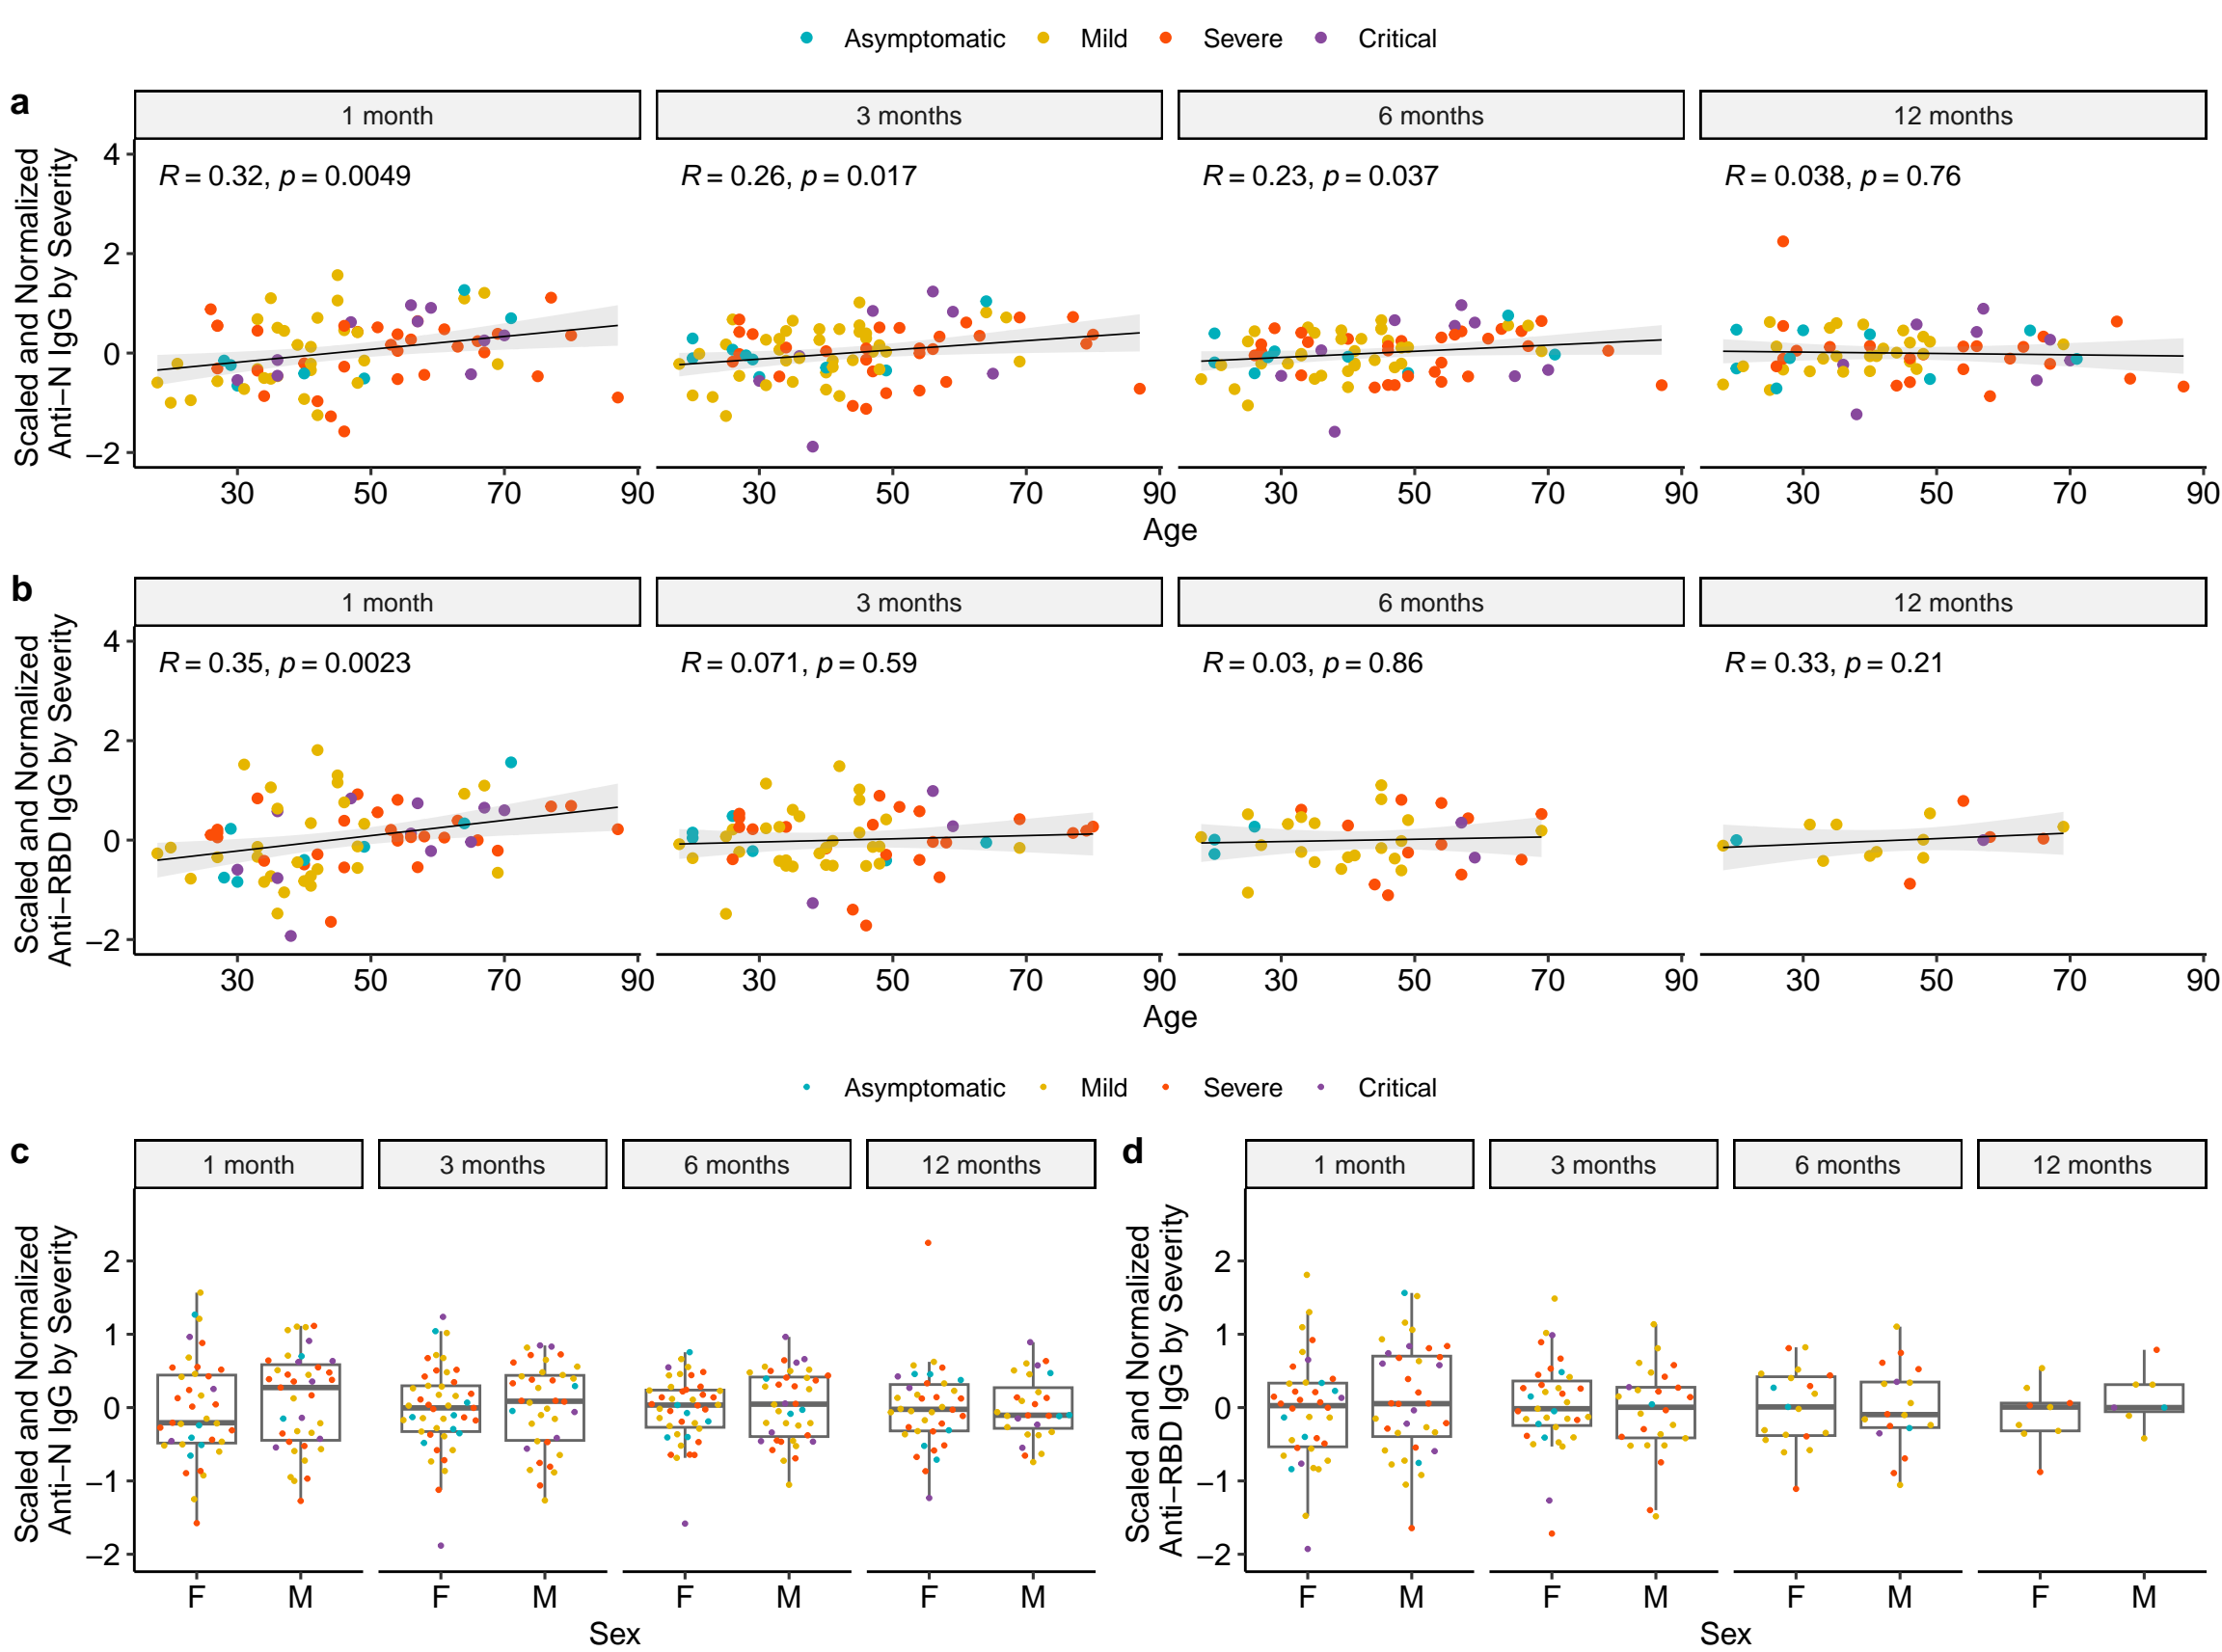 Asymptomatic Mild Severe Critical
a
1 month 3 months 6 months 12 months
Scaled and Normalized
Anti−N IgG by Severity
R = 0.32, p = 0.0049 R = 0.26, p = 0.017 R = 0.23, p = 0.037 R = 0.038, p = 0.76
4
2
0
−2
30 50 70 90 30 50 70 90 30 50 70 90 30 50 70 90
Age
b
1 month 3 months 6 months 12 months
Scaled and Normalized
Anti−RBD IgG by Severity
R = 0.35, p = 0.0023 R = 0.071, p = 0.59 R = 0.03, p = 0.86 R = 0.33, p = 0.21
4
2
0
−2
30 50 70 90 30 50 70 90 30 50 70 90 30 50 70 90
Age
Asymptomatic Mild Severe Critical
c
1 month 3 months 6 months 12 months
Scaled and Normalized
Anti−N IgG by Severity
2
1
0
−1
−2
F M F M F M F M
Sex
d
1 month 3 months 6 months 12 months
Scaled and Normalized
Anti−RBD IgG by Severity
2
1
0
−1
−2
F M F M F M F M
Sex